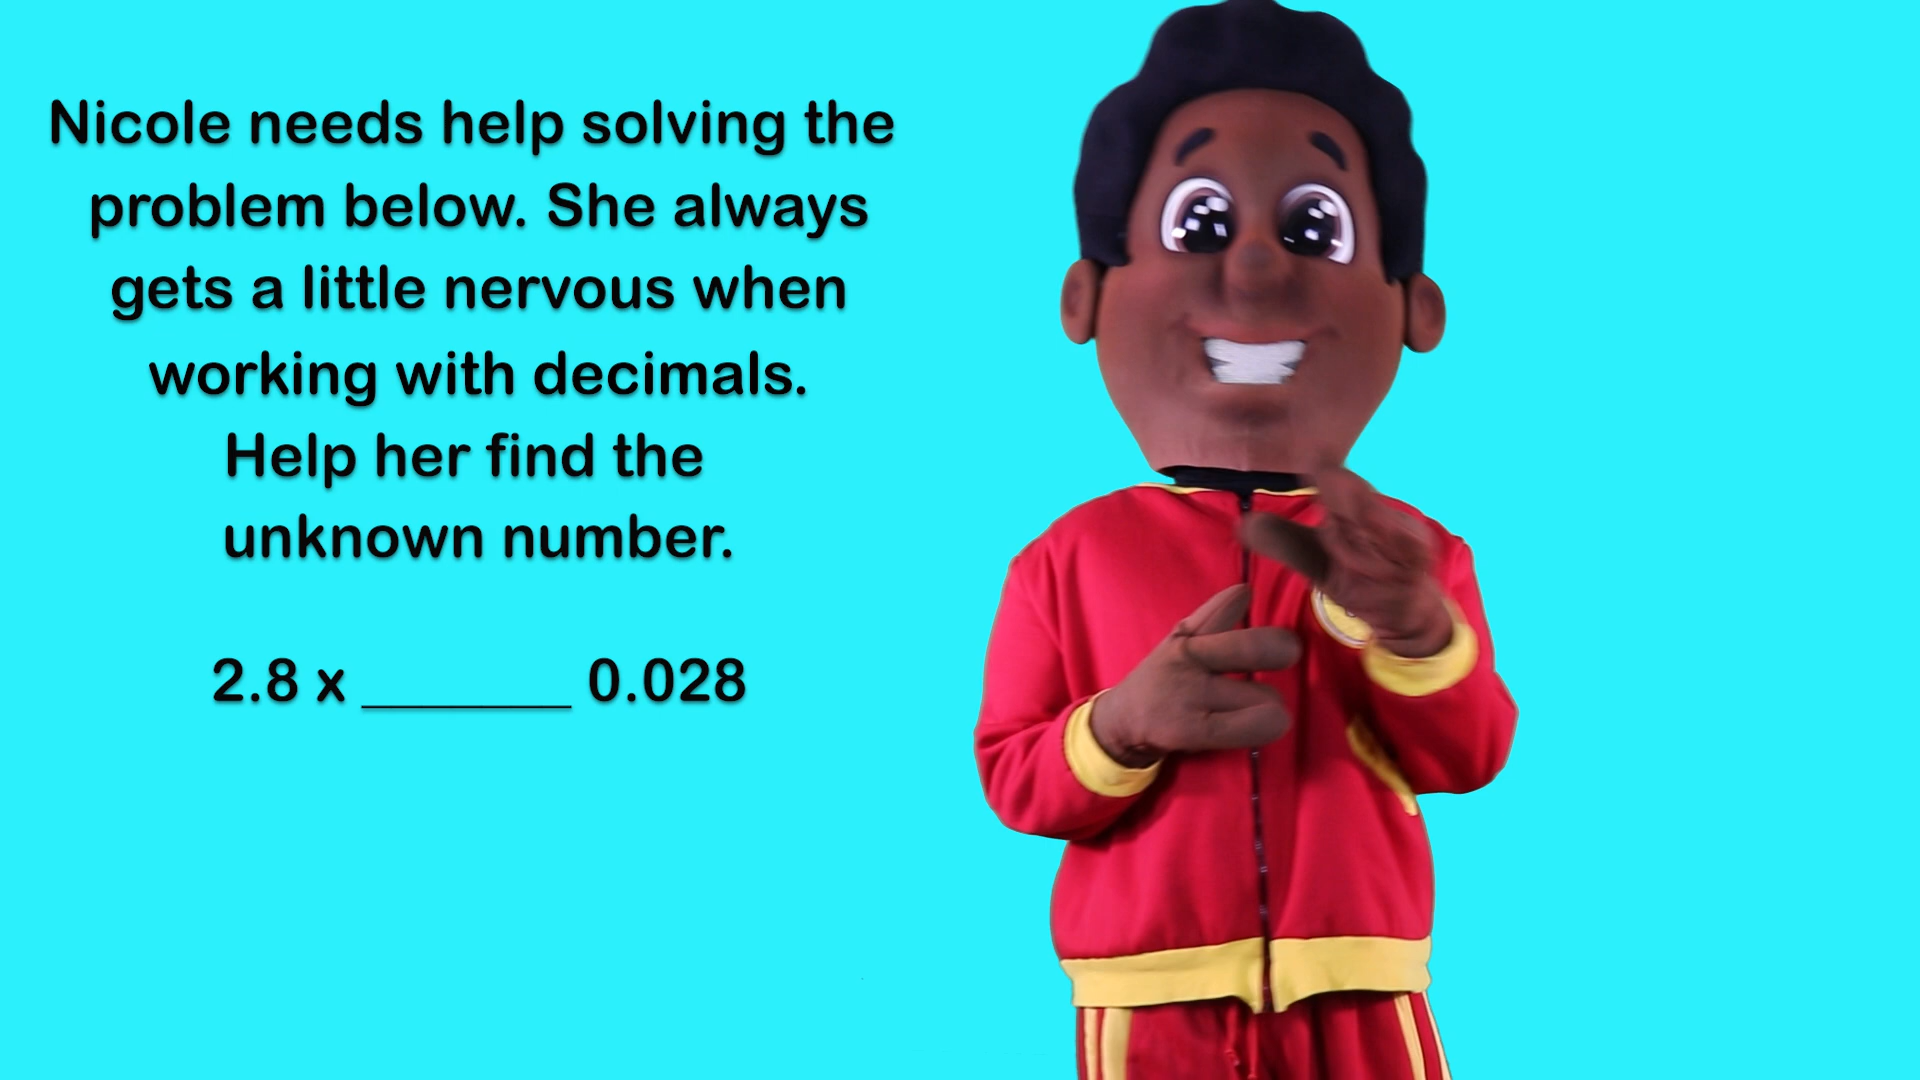 Nicole needs help solving the
problem below. She always
gets a little nervous when
working with decimals.
Help her find the
unknown number.
2.8 x _______ 0.028